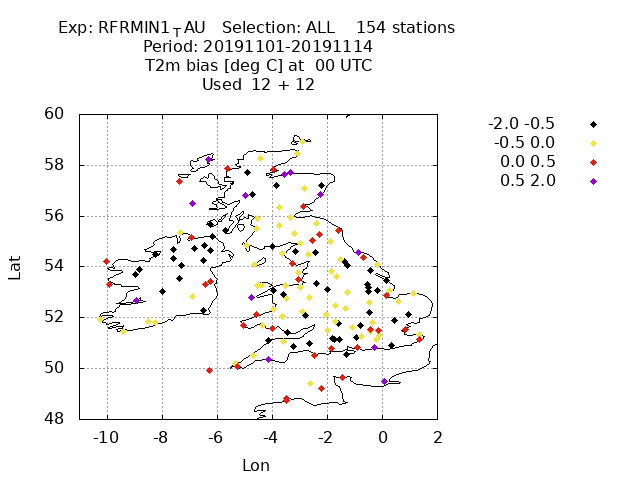 Exp: RFRMIN1TAU Selection: ALL 154 stations
Period: 20191101-20191114
T2m bias [deg C] at 00 UTC
Used 12 + 12
-2.0 -0.5
-0.5 0.0
0.0 0.5
0.5 2.0
60
58
56
54
52
50
48
Lat
-10 -8 -6 -4 -2 0 2
Lon